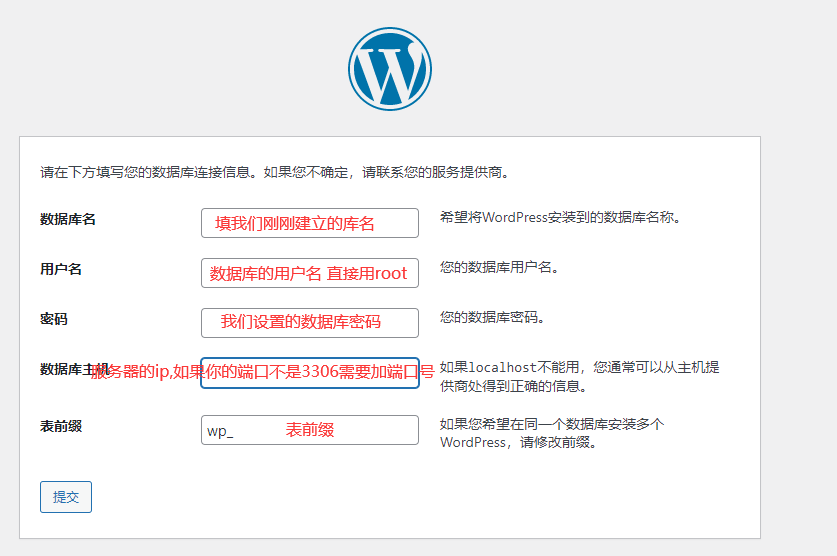 请在下方填写您的数据库连接信息。如果您不确定，请联系您的服务提供商。
数据库名 填我们刚刚建立的库名 希望将WordPress安装到的数据库名称。
用户名 数据库的用户名 直接用root 您的数据库用户名。
密码 我们设置的数据库密码 您的数据库密码。
数据库主机 服务器的ip,如果你的端口不是3306需要加端口号 如果localhost不能用，您通常可以从主机提
供商处得到正确的信息。
表前缀 wp_ 表前缀 如果您希望在同一个数据库安装多个
WordPress，请修改前缀。
提交